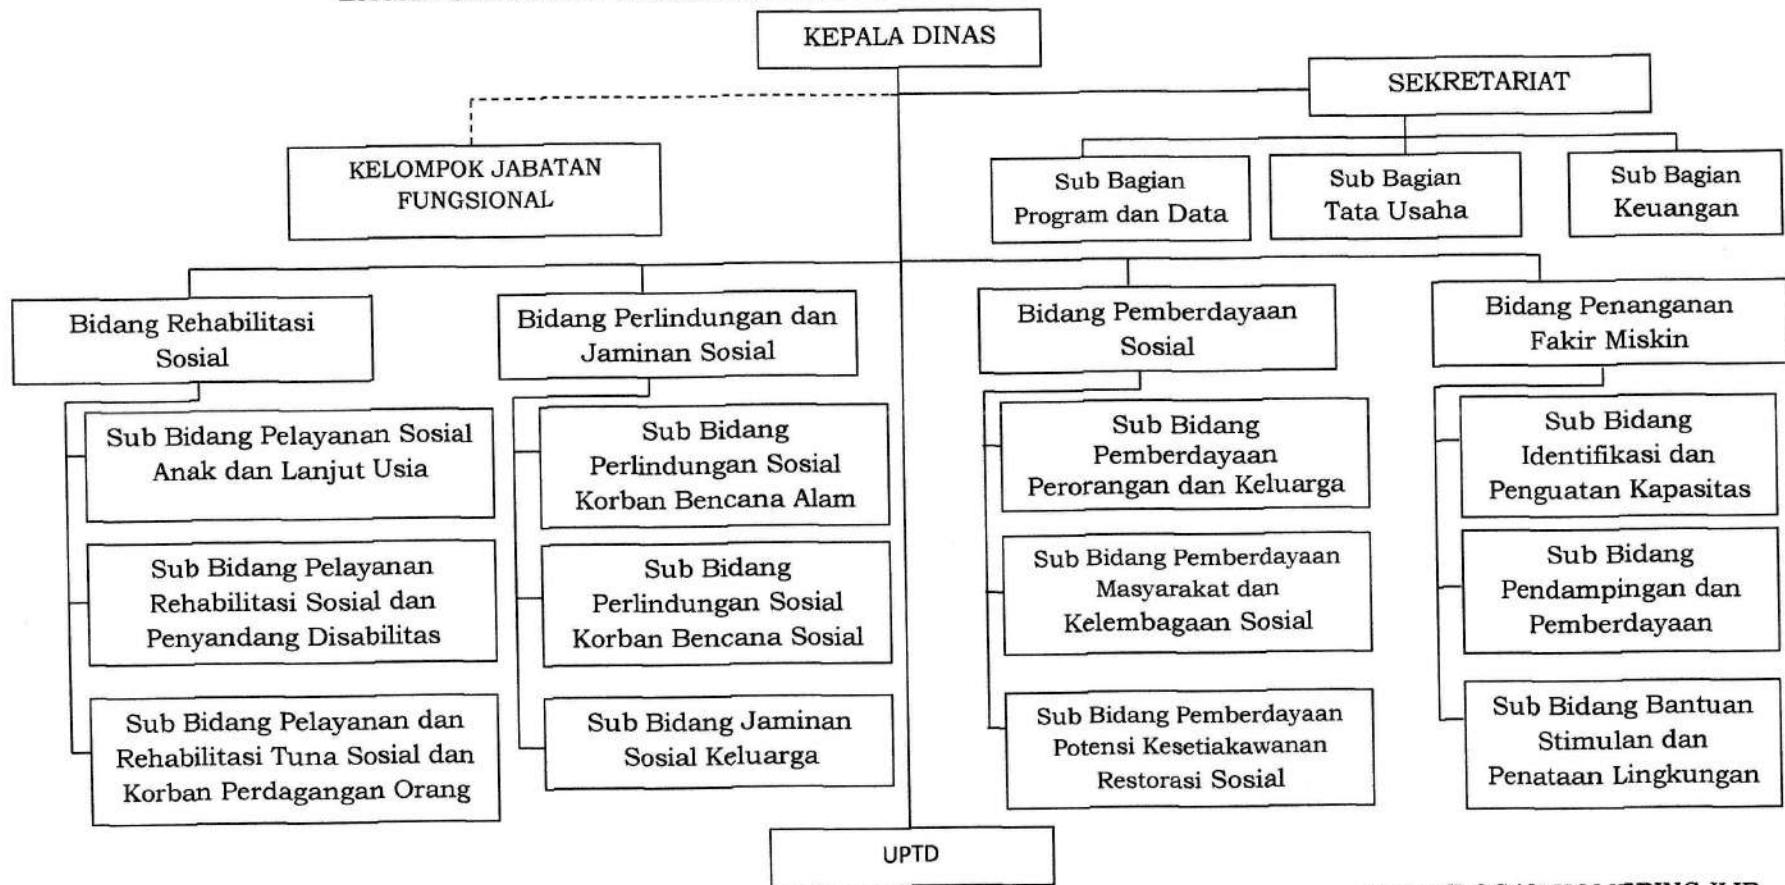 KEPALA DINAS
SEKRETARIAT
KELOMPOK JABATAN
FUNGSIONAL
Sub Bagian
Program dan Data
Sub Bagian
Tata Usaha
Sub Bagian
Keuangan
Bidang Rehabilitasi
Sosial
Bidang Perlindungan dan
Jaminan Sosial
Bidang Pemberdayaan
Sosial
Bidang Penanganan
Fakir Miskin
Sub Bidang Pelayanan Sosial
Anak dan Lanjut Usia
Sub Bidang Pelayanan
Rehabilitasi Sosial dan
Penyandang Disabilitas
Sub Bidang Pelayanan dan
Rehabilitasi Tuna Sosial dan
Korban Perdagangan Orang
Sub Bidang
Perlindungan Sosial
Korban Bencana Alam
Sub Bidang
Perlindungan Sosial
Korban Bencana Sosial
Sub Bidang Jaminan
Sosial Keluarga
Sub Bidang
Pemberdayaan
Perorangan dan Keluarga
Sub Bidang Pemberdayaan
Masyarakat dan
Kelembagaan Sosial
Sub Bidang Pemberdayaan
Potensi Kesetiakawanan
Restorasi Sosial
Sub Bidang
Identifikasi dan
Penguatan Kapasitas
Sub Bidang
Pendampingan dan
Pemberdayaan
Sub Bidang Bantuan
Stimulan dan
Penataan Lingkungan
UPTD